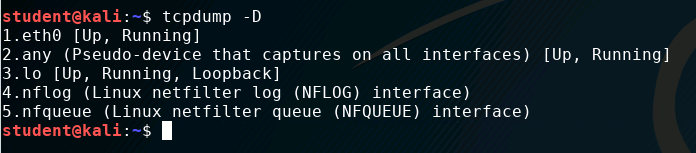 student@kali:~$ tcpdump -D
1.eth0 [Up, Running]
2.any (Pseudo-device that captures on all interfaces) [Up, Running]
3.lo [Up, Running, Loopback]
4.nflog (Linux netfilter log (NFLOG) interface)
5.nfqueue (Linux netfilter queue (NFQUEUE) interface)
student@kali:~$